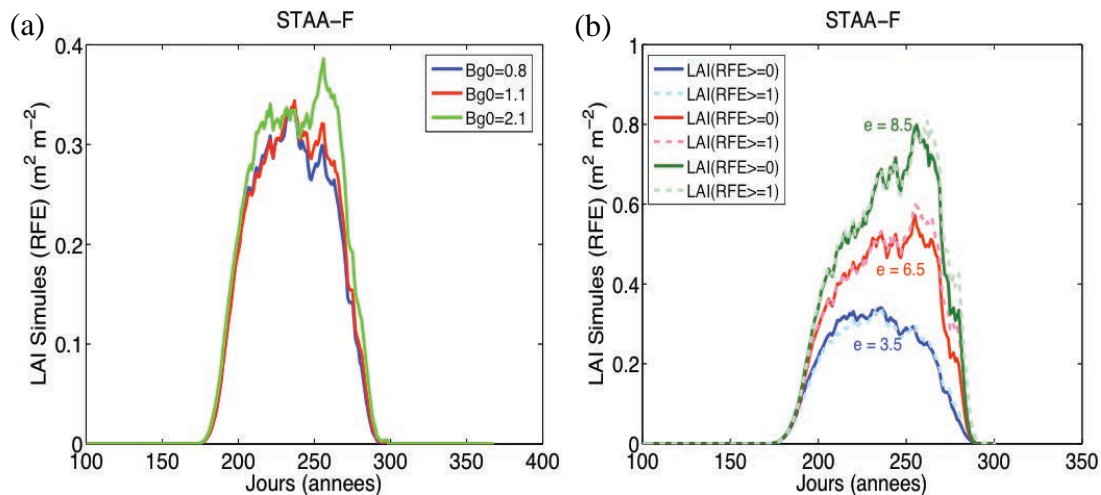 (a)
STAA-F
0.4
0.3
0.2
0.1
0
LAI Simules (RFE) (m² m⁻²)
Bg0=0.8
Bg0=1.1
Bg0=2.1
100 150 200 250 300 350 400
Jours (annees)
(b)
STAA-F
1
0.8
0.6
0.4
0.2
0
LAI Simules (RFE) (m² m⁻²)
LAI(RFE>=0)
LAI(RFE>=1)
LAI(RFE>=0)
LAI(RFE>=1)
LAI(RFE>=0)
LAI(RFE>=1)
e = 8.5
e = 6.5
e = 3.5
100 150 200 250 300 350
Jours (annees)